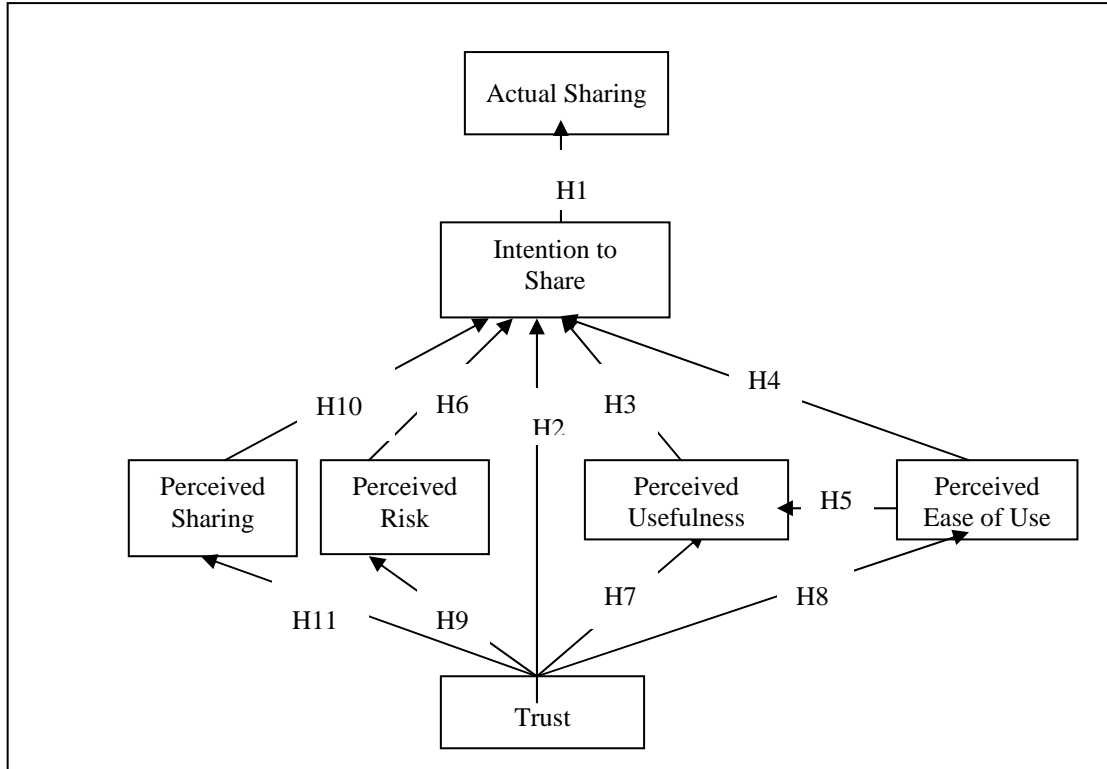 Actual Sharing
H1
Intention to
Share
H4
H10
H6
H3
H2
Perceived
Sharing
Perceived
Risk
Perceived
Usefulness
H5
Perceived
Ease of Use
H11
H9
H7
H8
Trust